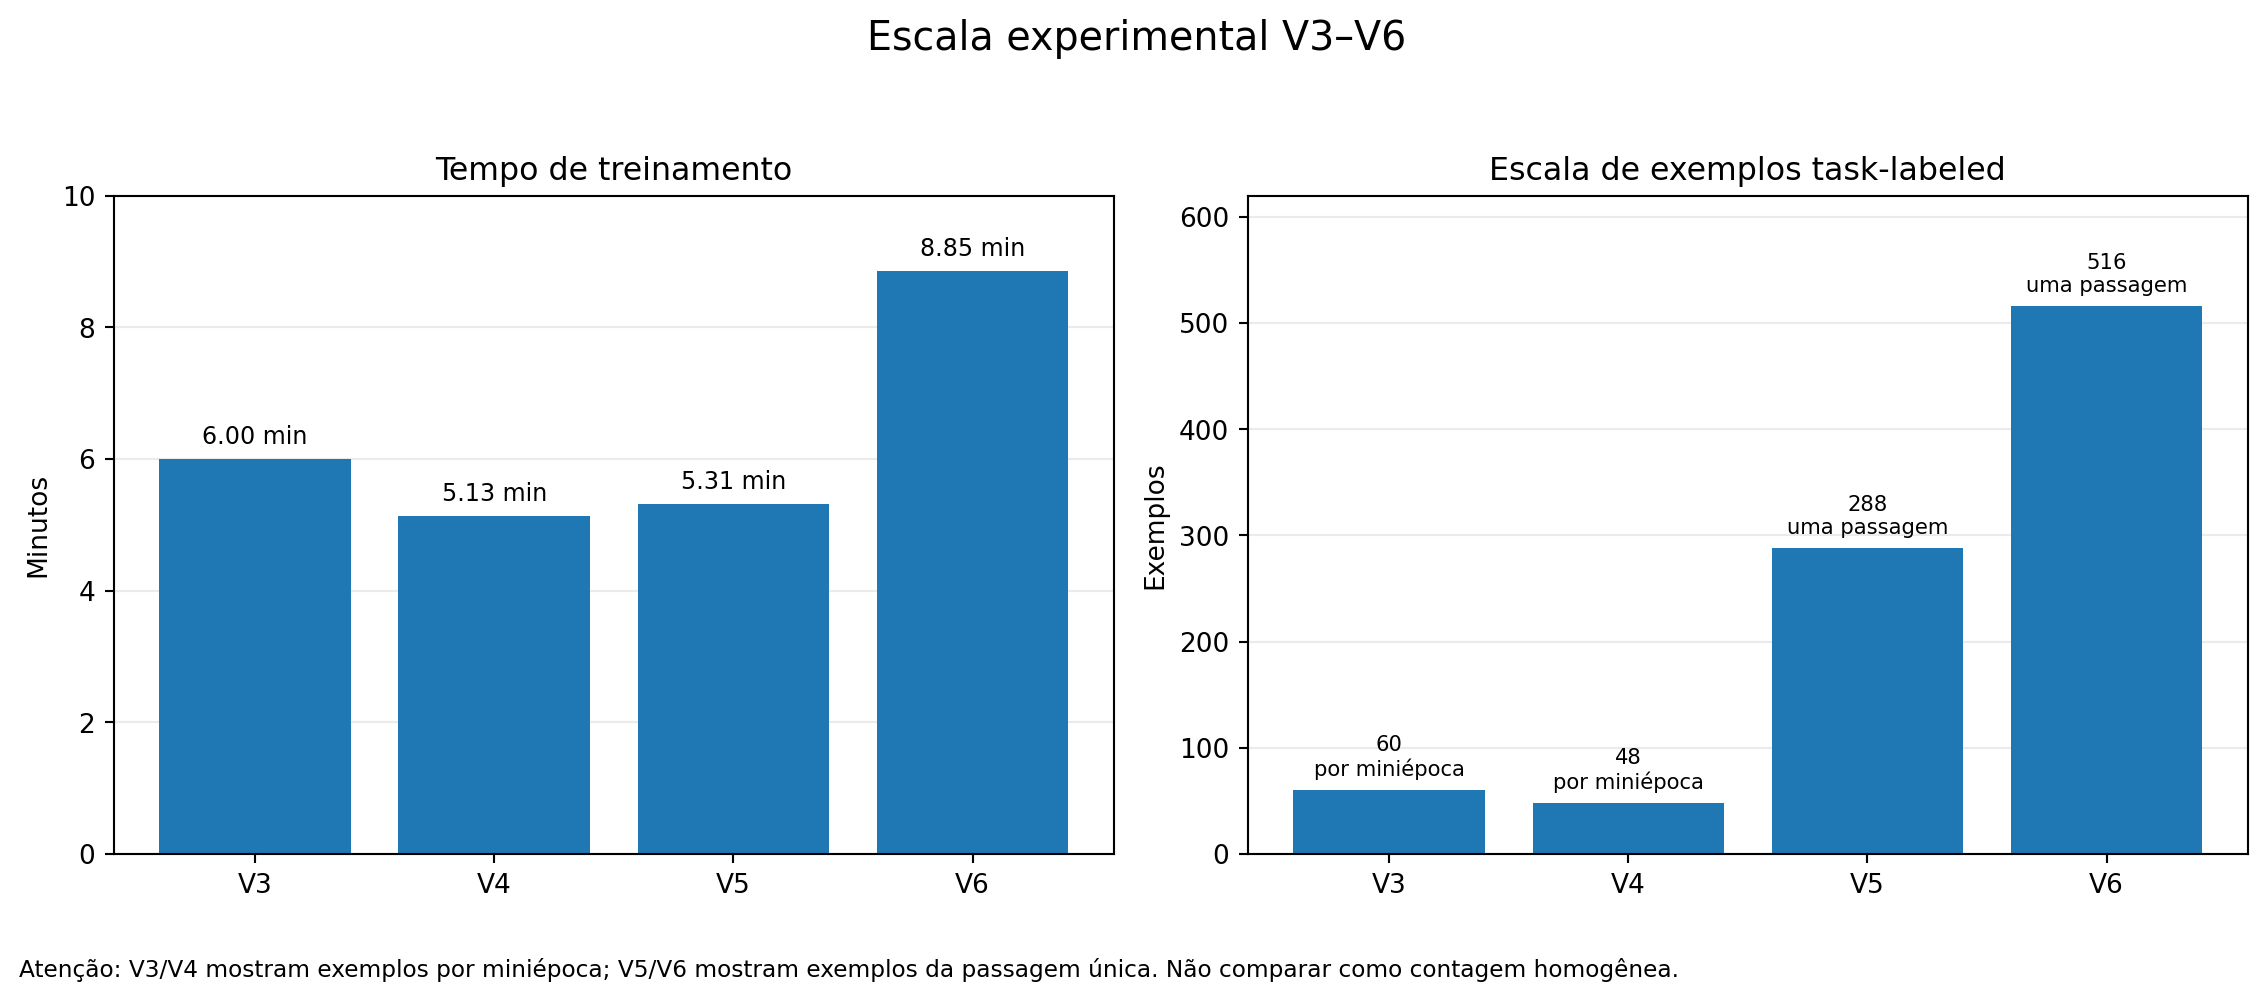 Escala experimental V3–V6
Tempo de treinamento
10
8
6
4
2
0
Minutos
6.00 min
5.13 min
5.31 min
8.85 min
V3
V4
V5
V6
Escala de exemplos task-labeled
600
500
400
300
200
100
0
Exemplos
60
por miniépoca
48
por miniépoca
288
uma passagem
516
uma passagem
V3
V4
V5
V6
Atenção: V3/V4 mostram exemplos por miniépoca; V5/V6 mostram exemplos da passagem única. Não comparar como contagem homogênea.